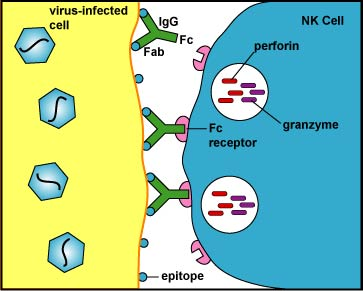 virus-infected
cell
IgG
Fc
Fab
NK Cell
perforin
granzyme
Fc
receptor
epitope